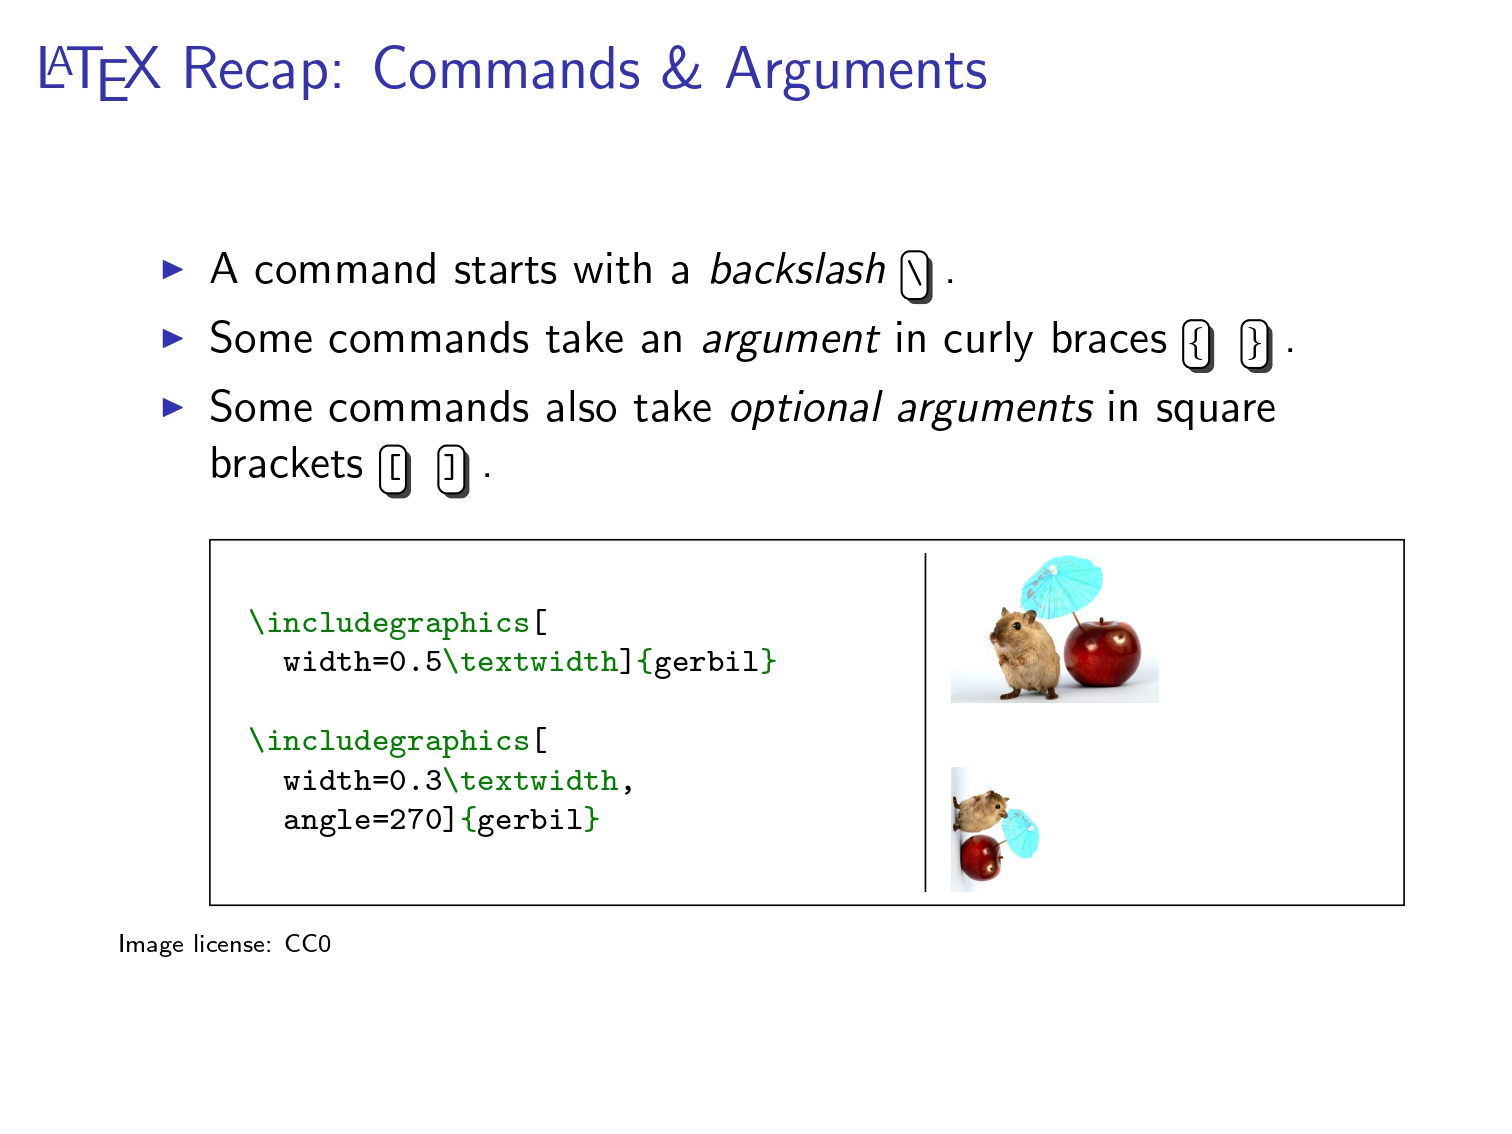 LATEX Recap: Commands & Arguments
▶ A command starts with a backslash \ .
▶ Some commands take an argument in curly braces { } .
▶ Some commands also take optional arguments in square
brackets [ ] .
\includegraphics[
  width=0.5\textwidth]{gerbil}
\includegraphics[
  width=0.3\textwidth,
  angle=270]{gerbil}
Image license: CC0